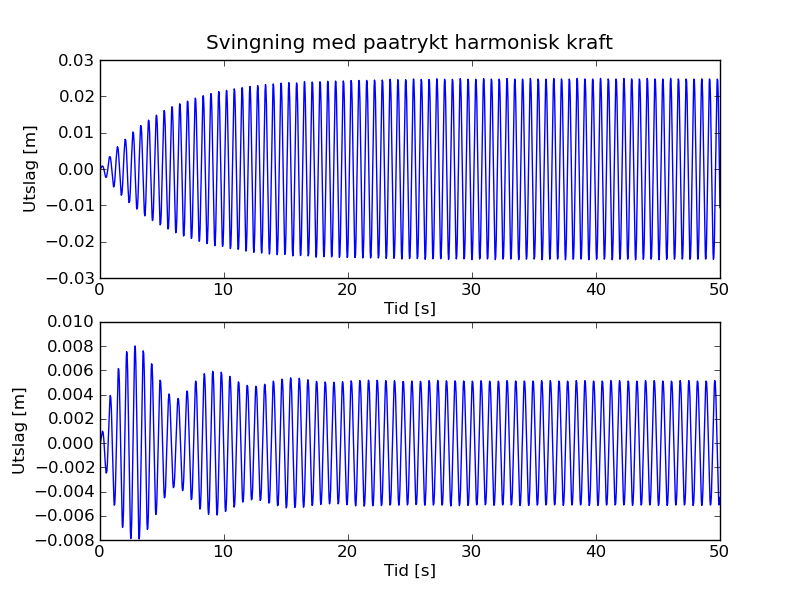 Svingning med paatrykt harmonisk kraft
0.03
0.02
0.01
0.00
−0.01
−0.02
−0.03
Utslag [m]
0 10 20 30 40 50
Tid [s]
0.010
0.008
0.006
0.004
0.002
0.000
−0.002
−0.004
−0.006
−0.008
Utslag [m]
0 10 20 30 40 50
Tid [s]